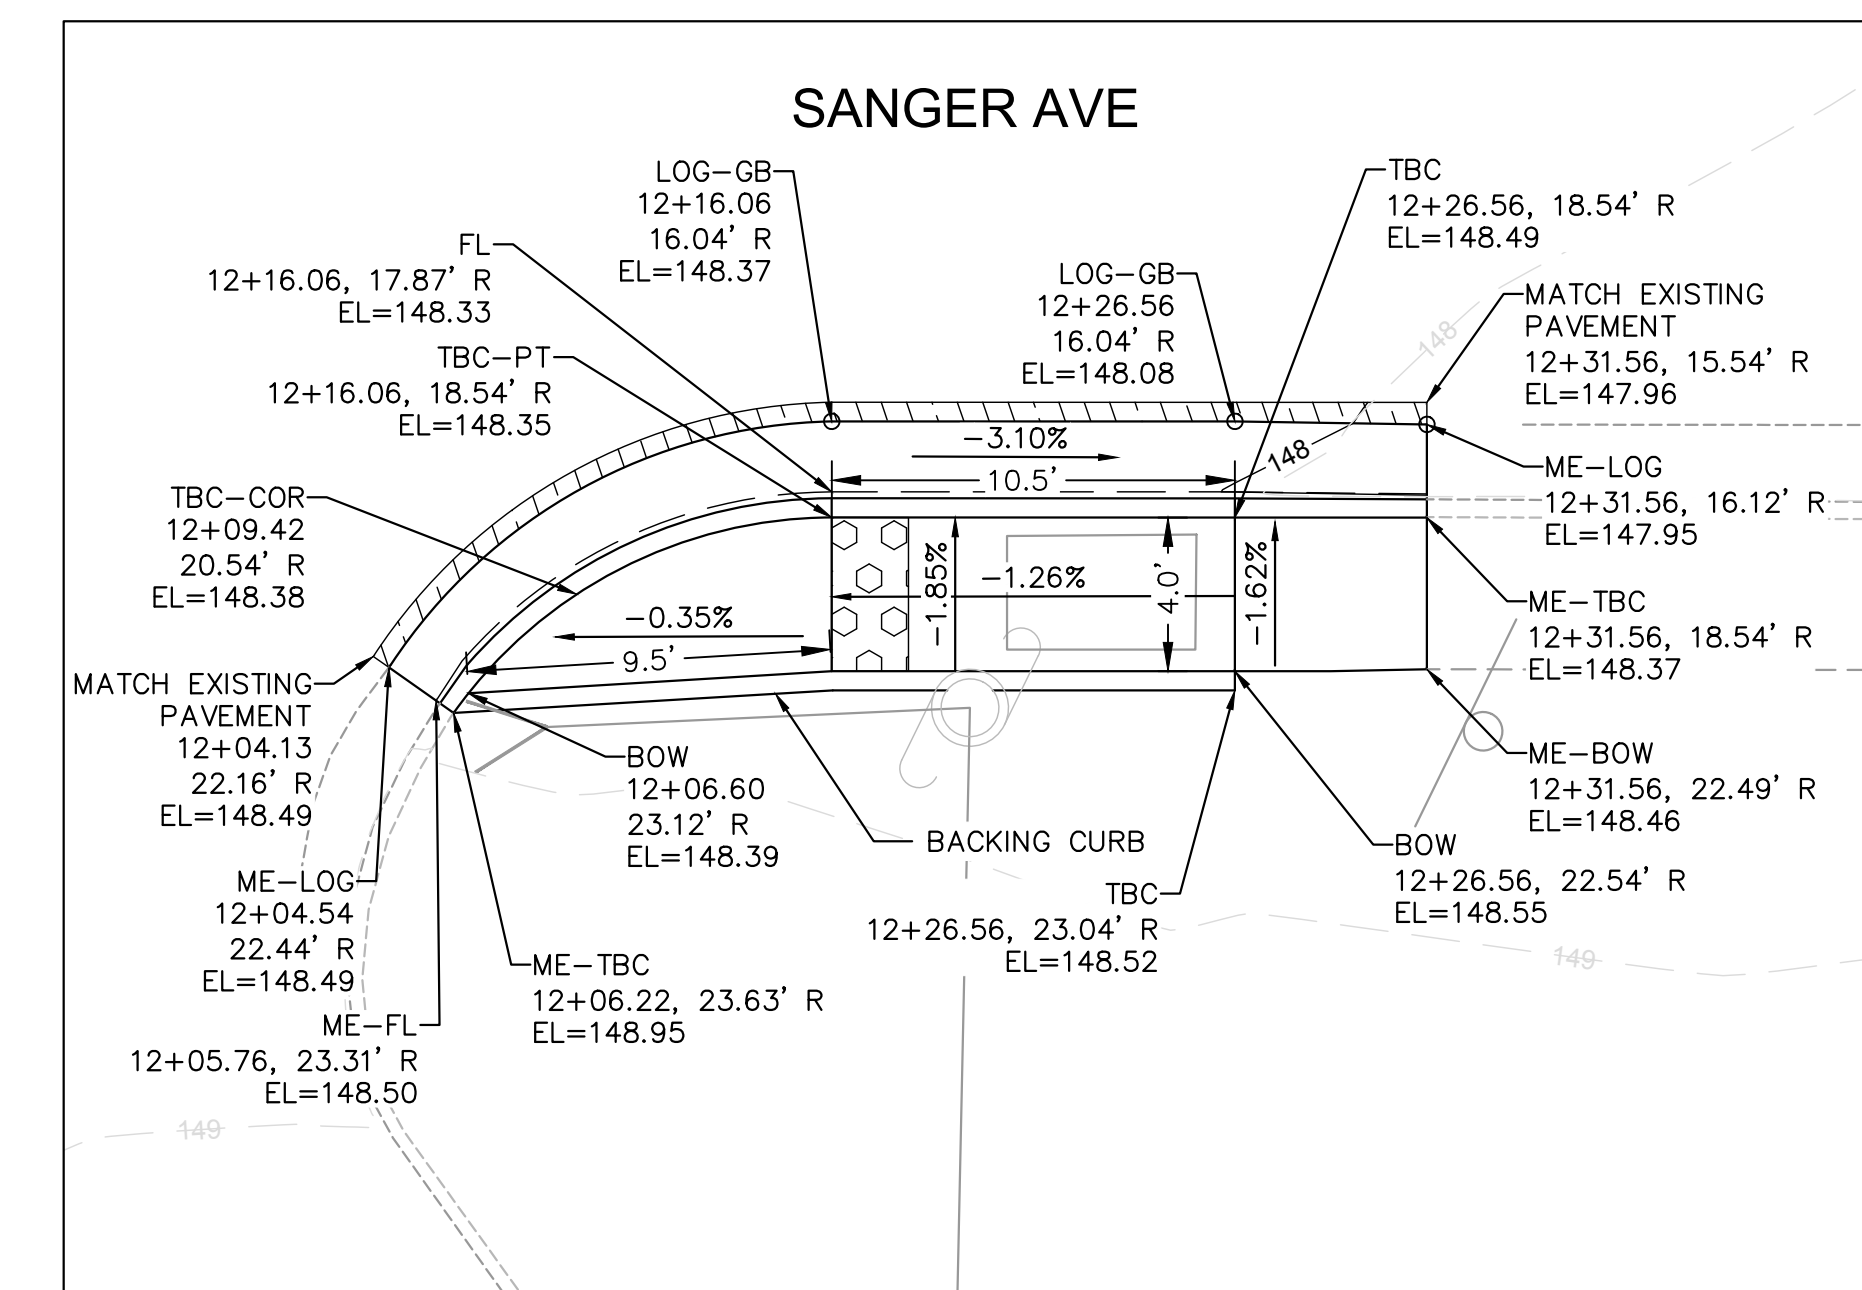 SANGER AVE
LOG-GB
12+16.06
16.04' R
EL=148.37
TBC
12+26.56, 18.54' R
EL=148.49
FL
12+16.06, 17.87' R
EL=148.33
LOG-GB
12+26.56
16.04' R
EL=148.08
MATCH EXISTING
PAVEMENT
12+31.56, 15.54' R
EL=147.96
148
TBC-PT
12+16.06, 18.54' R
EL=148.35
-3.10%
10.5'
148
ME-LOG
12+31.56, 16.12' R
EL=147.95
TBC-COR
12+09.42
20.54' R
EL=148.38
-1.85%
-1.26%
4.0'
-1.62%
-0.35%
9.5'
ME-TBC
12+31.56, 18.54' R
EL=148.37
MATCH EXISTING
PAVEMENT
12+04.13
22.16' R
EL=148.49
BOW
12+06.60
23.12' R
EL=148.39
BACKING CURB
ME-BOW
12+31.56, 22.49' R
EL=148.46
BOW
12+26.56, 22.54' R
EL=148.55
ME-LOG
12+04.54
22.44' R
EL=148.49
TBC
12+26.56, 23.04' R
EL=148.52
149
ME-TBC
12+06.22, 23.63' R
EL=148.95
ME-FL
12+05.76, 23.31' R
EL=148.50
149